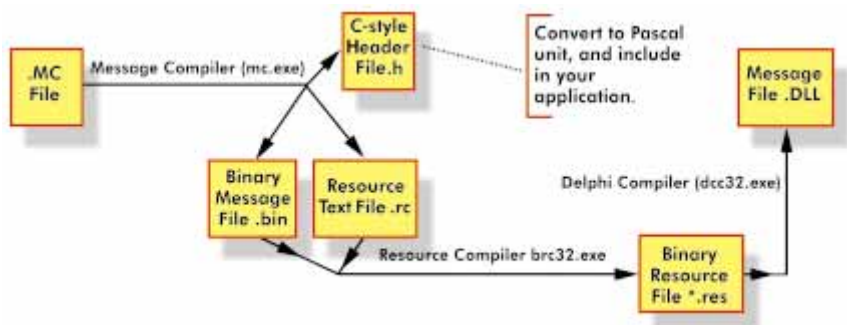 .MC
File
Message Compiler (mc.exe)
C-style
Header
File.h
Convert to Pascal
unit, and include
in your
application.
Message
File .DLL
Binary
Message
File .bin
Resource
Text File .rc
Delphi Compiler (dcc32.exe)
Resource Compiler brc32.exe
Binary
Resource
File *.res